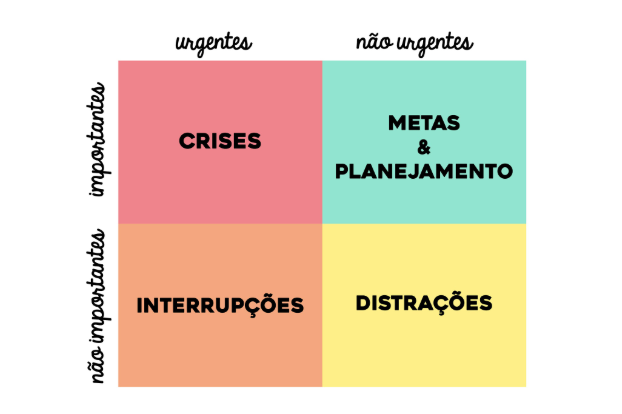 urgentes
não urgentes
importantes
CRISES
METAS
&
PLANEJAMENTO
não importantes
INTERRUPÇÕES
DISTRAÇÕES